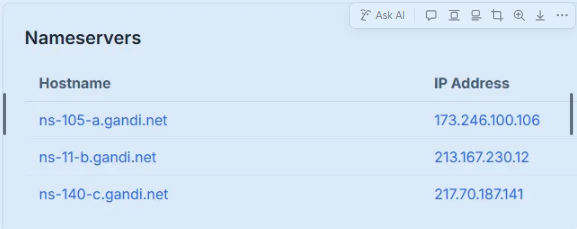 Ask AI
Nameservers
Hostname IP Address
ns-105-a.gandi.net 173.246.100.106
ns-11-b.gandi.net 213.167.230.12
ns-140-c.gandi.net 217.70.187.141